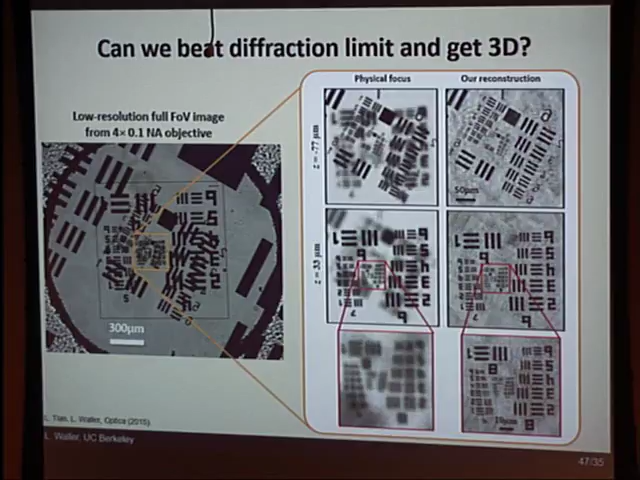 Can we beat diffraction limit and get 3D?
Low-resolution full FoV image
from 4× 0.1 NA objective
300μm
Physical focus
Our reconstruction
z = -77 μm
z = 33 μm
50μm
L. Tian, L. Waller, Optica (2015).
L. Waller, UC Berkeley
47/35